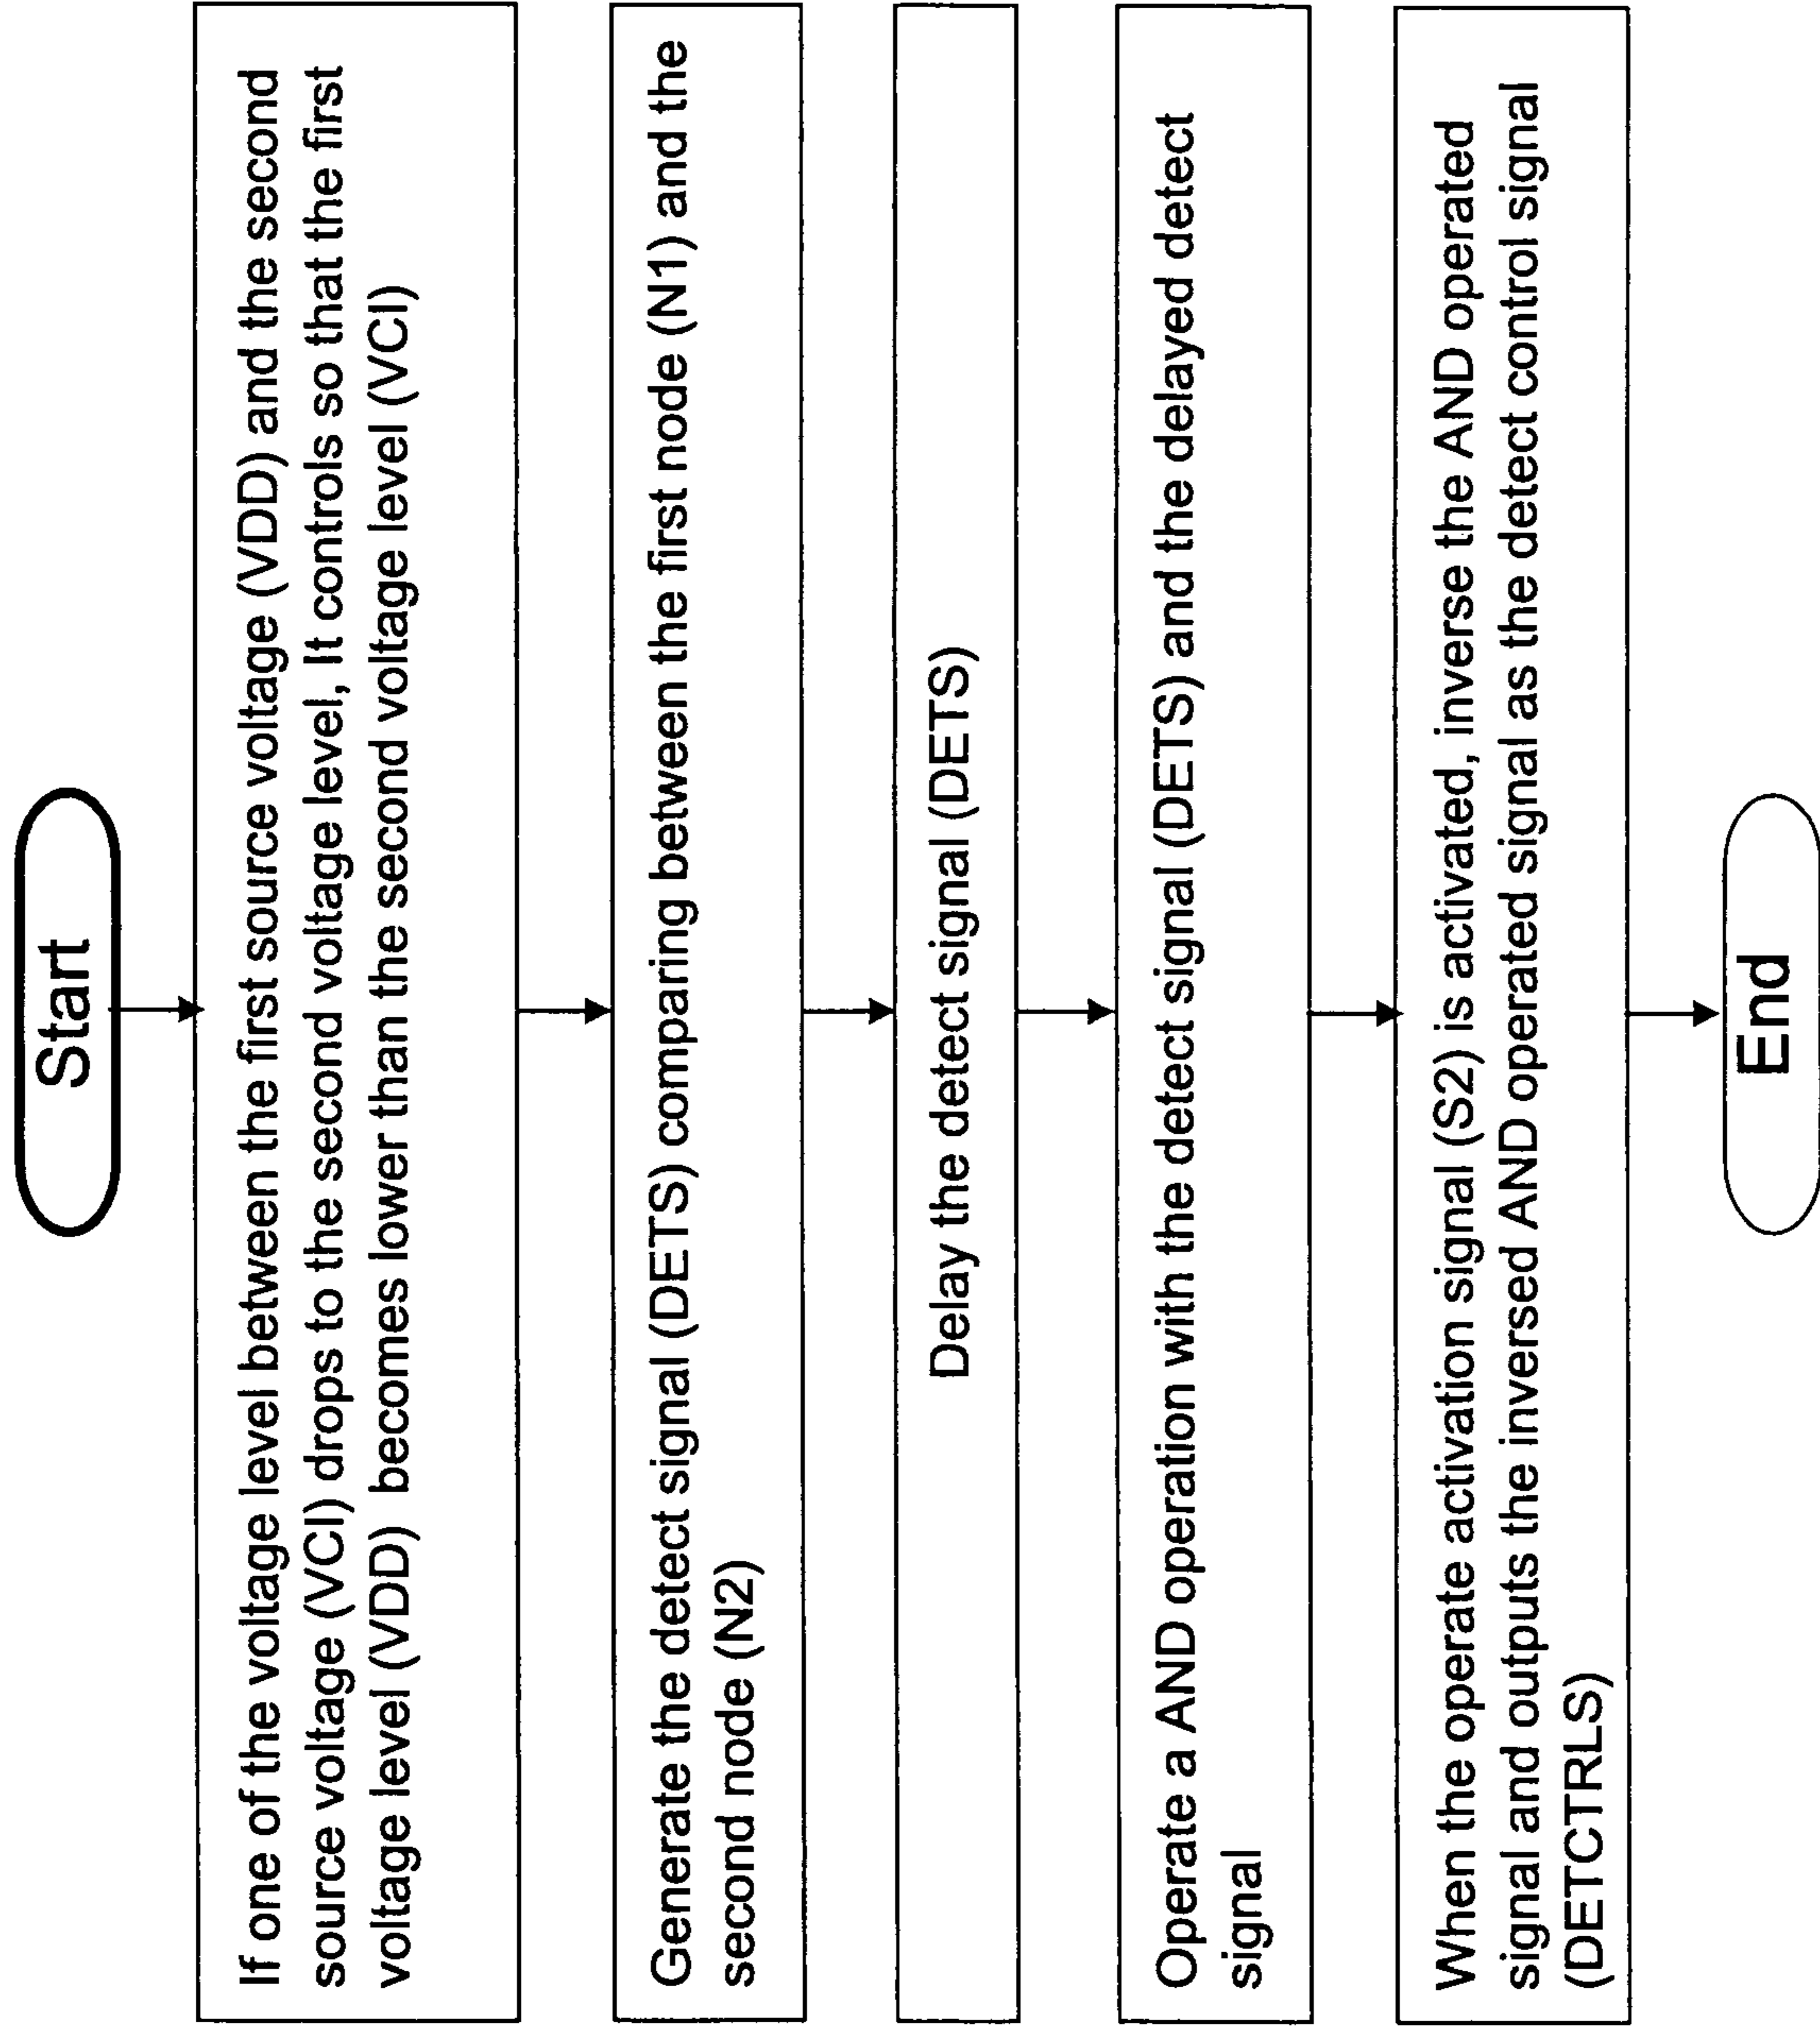 Start
If one of the voltage level between the first source voltage (VDD) and the second
source voltage (VCI) drops to the second voltage level, It controls so that the first
voltage level (VDD) becomes lower than the second voltage level (VCI)
Generate the detect signal (DETS) comparing between the first node (N1) and the
second node (N2)
Delay the detect signal (DETS)
Operate a AND operation with the detect signal (DETS) and the delayed detect
signal
When the operate activation signal (S2) is activated, inverse the AND operated
signal and outputs the inversed AND operated signal as the detect control signal
(DETCTRLS)
End